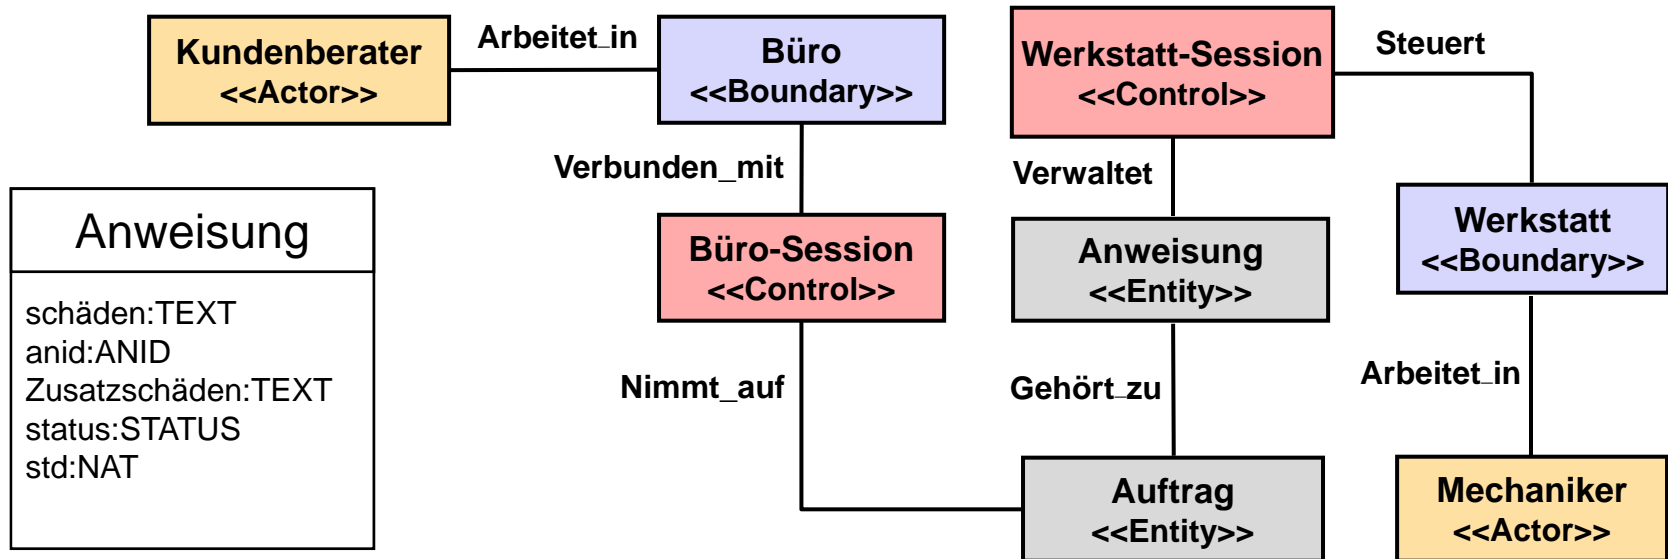 Kundenberater
<<Actor>>
Arbeitet_in
Büro
<<Boundary>>
Werkstatt-Session
<<Control>>
Steuert
Verbunden_mit
Verwaltet
Anweisung
schäden:TEXT
anid:ANID
Zusatzschäden:TEXT
status:STATUS
std:NAT
Büro-Session
<<Control>>
Anweisung
<<Entity>>
Werkstatt
<<Boundary>>
Nimmt_auf
Gehört_zu
Arbeitet_in
Auftrag
<<Entity>>
Mechaniker
<<Actor>>